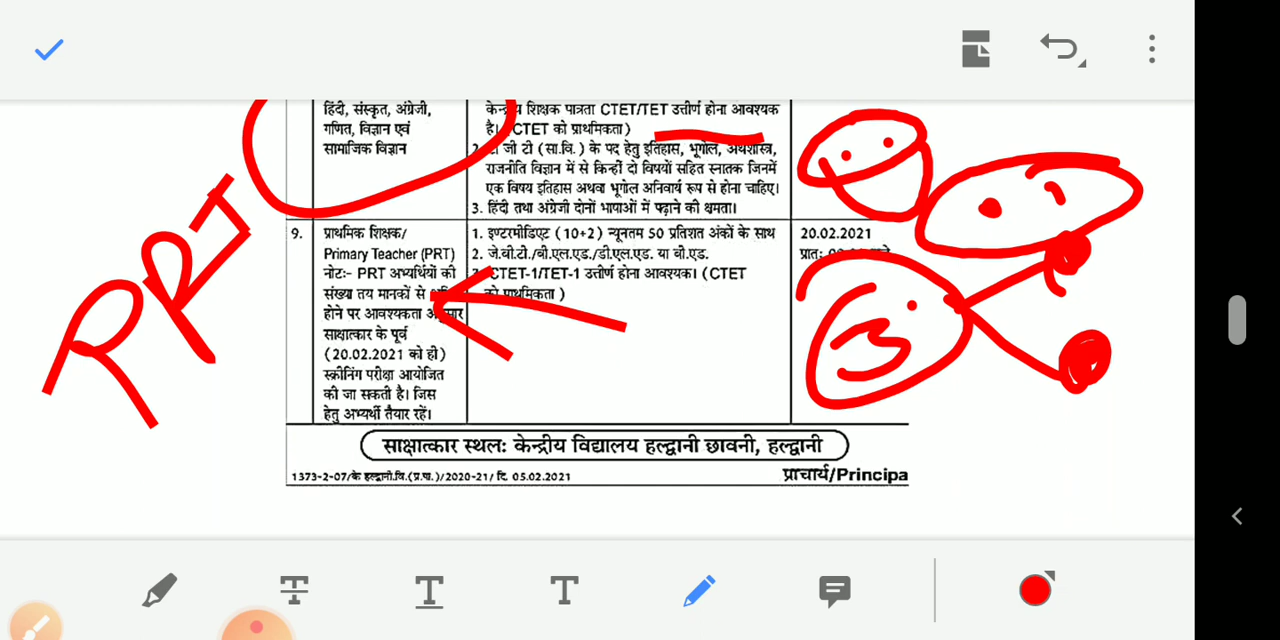 हिंदी, संस्कृत, अंग्रेजी,
गणित, विज्ञान एवं
सामाजिक विज्ञान
केन्द्रीय शिक्षक पात्रता CTET/TET उत्तीर्ण होना आवश्यक
है। (CTET को प्राथमिकता)
2. टी जी टी (सा.वि.) के पद हेतु इतिहास, भूगोल, अर्थशास्त्र,
राजनीति विज्ञान में से किन्हीं दो विषयों सहित स्नातक जिनमें
एक विषय इतिहास अथवा भूगोल अनिवार्य रूप से होना चाहिए।
3. हिंदी तथा अंग्रेजी दोनों भाषाओं में पढ़ाने की क्षमता।
9.
प्राथमिक शिक्षक/
Primary Teacher (PRT)
नोटः- PRT अभ्यर्थियों की
संख्या तय मानकों से
होने पर आवश्यकता अनुसार
साक्षात्कार के पूर्व
(20.02.2021 को ही)
स्क्रीनिंग परीक्षा आयोजित
की जा सकती है। जिस
हेतु अभ्यर्थी तैयार रहें।
1. इण्टरमीडिएट (10+2) न्यूनतम 50 प्रतिशत अंकों के साथ
2. जे.बी.टी./बी.एल.एड./डी.एल.एड. या बी.एड.
CTET-1/TET-1 उत्तीर्ण होना आवश्यक। (CTET
को प्राथमिकता )
20.02.2021
प्रातः
PRT
3
साक्षात्कार स्थल: केन्द्रीय विद्यालय हल्द्वानी छावनी, हल्द्वानी
1373-2-07/के हल्द्वानी.वि.(प्र.पा.)/2020-21/ दि. 05.02.2021
प्राचार्य/Principa
T
T
T